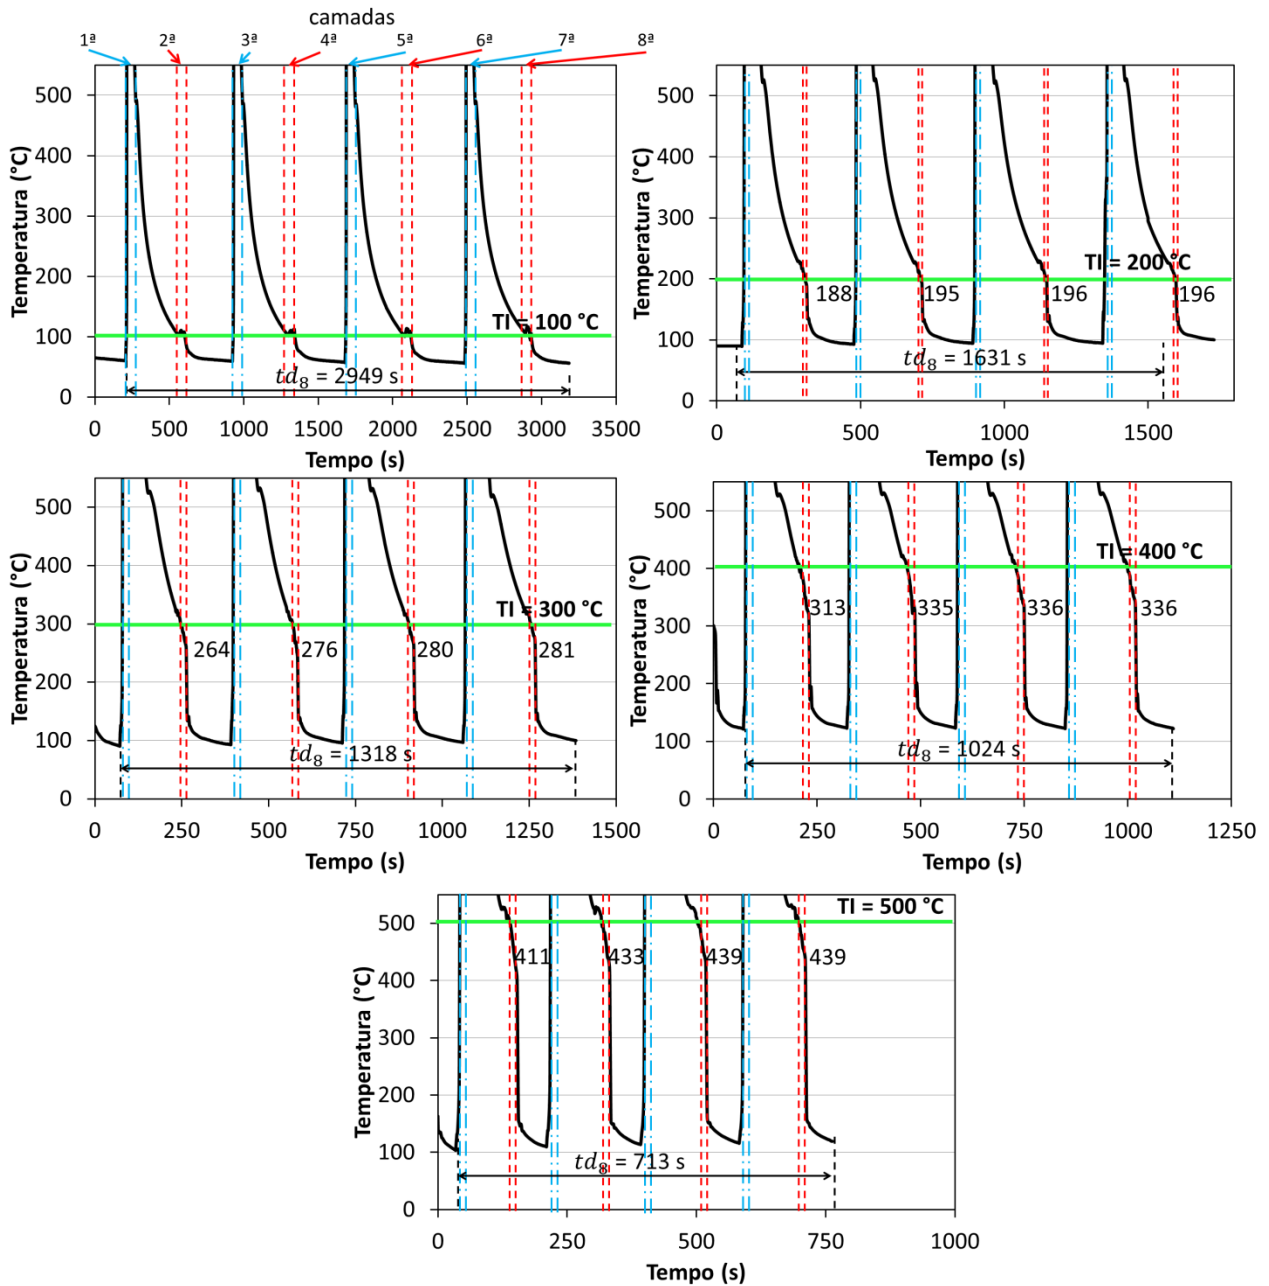 camadas
1ª 2ª 3ª 4ª 5ª 6ª 7ª 8ª
Temperatura (°C)
500
400
300
200
100
0
TI = 100 °C
td₈ = 2949 s
0 500 1000 1500 2000 2500 3000 3500
Tempo (s)
Temperatura (°C)
500
400
300
200
100
0
TI = 200 °C
188 195 196 196
td₈ = 1631 s
0 500 1000 1500
Tempo (s)
Temperatura (°C)
500
400
300
200
100
0
TI = 300 °C
264 276 280 281
td₈ = 1318 s
0 250 500 750 1000 1250 1500
Tempo (s)
Temperatura (°C)
500
400
300
200
100
0
TI = 400 °C
313 335 336 336
td₈ = 1024 s
0 250 500 750 1000 1250
Tempo (s)
Temperatura (°C)
500
400
300
200
100
0
TI = 500 °C
411 433 439 439
td₈ = 713 s
0 250 500 750 1000
Tempo (s)